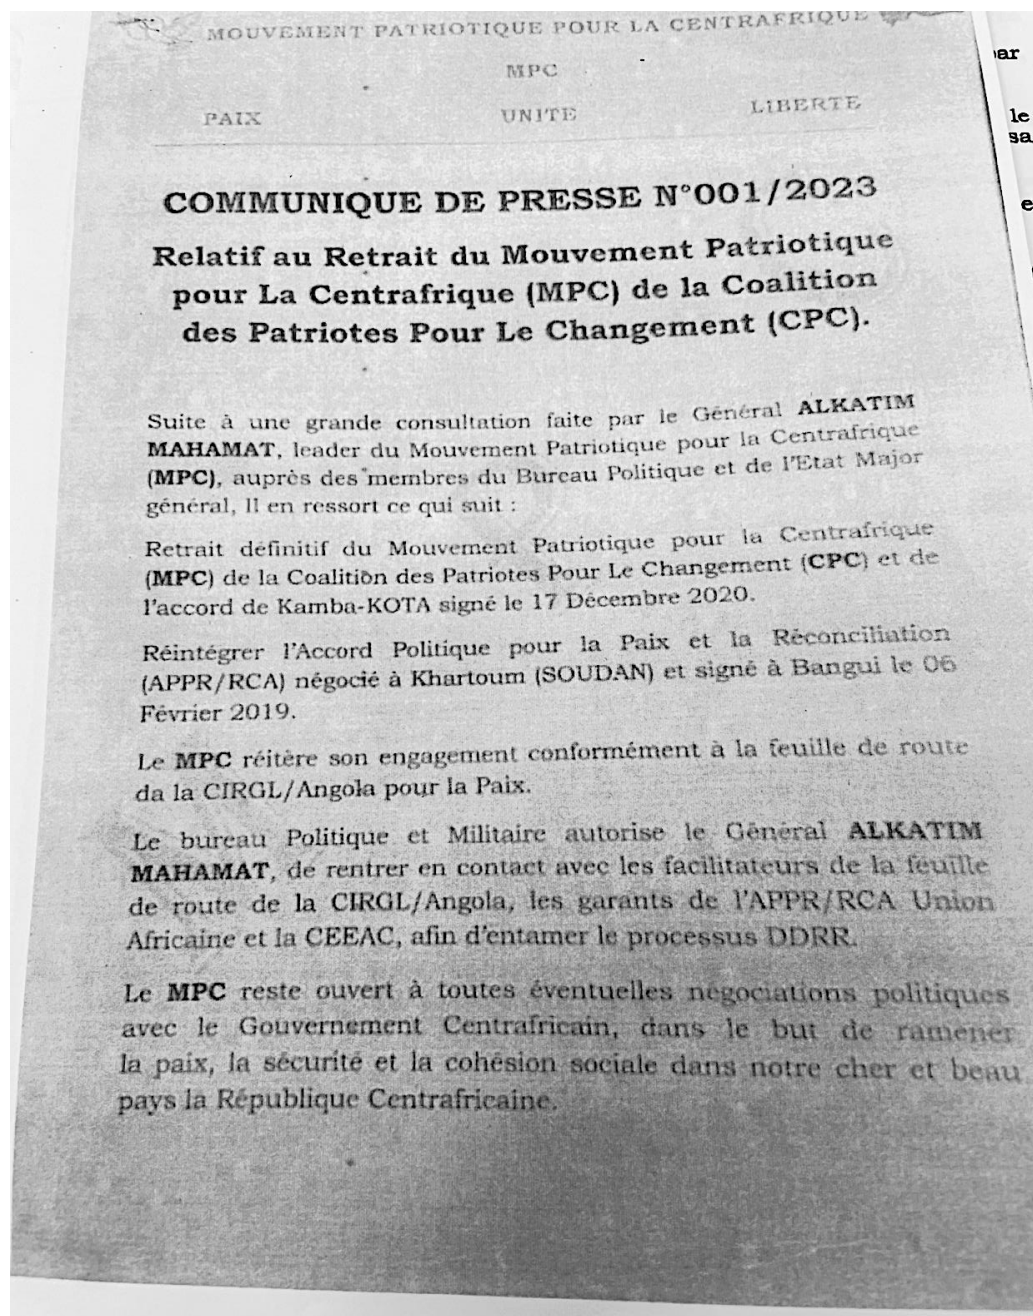 MOUVEMENT PATRIOTIQUE POUR LA CENTRAFRIQUE
MPC
PAIX UNITE LIBERTE
COMMUNIQUE DE PRESSE N°001/2023
Relatif au Retrait du Mouvement Patriotique
pour La Centrafrique (MPC) de la Coalition
des Patriotes Pour Le Changement (CPC).
Suite à une grande consultation faite par le Général ALKATIM
MAHAMAT, leader du Mouvement Patriotique pour la Centrafrique
(MPC), auprès des membres du Bureau Politique et de l'Etat Major
général, Il en ressort ce qui suit :
Retrait définitif du Mouvement Patriotique pour la Centrafrique
(MPC) de la Coalition des Patriotes Pour Le Changement (CPC) et de
l'accord de Kamba-KOTA signé le 17 Décembre 2020.
Réintégrer l'Accord Politique pour la Paix et la Réconciliation
(APPR/RCA) négocié à Khartoum (SOUDAN) et signé à Bangui le 06
Février 2019.
Le MPC réitère son engagement conformément à la feuille de route
da la CIRGL/Angola pour la Paix.
Le bureau Politique et Militaire autorise le Général ALKATIM
MAHAMAT, de rentrer en contact avec les facilitateurs de la feuille
de route de la CIRGL/Angola, les garants de l'APPR/RCA Union
Africaine et la CEEAC, afin d'entamer le processus DDRR.
Le MPC reste ouvert à toutes éventuelles négociations politiques
avec le Gouvernement Centrafricain, dans le but de ramener
la paix, la sécurité et la cohésion sociale dans notre cher et beau
pays la République Centrafricaine.
le